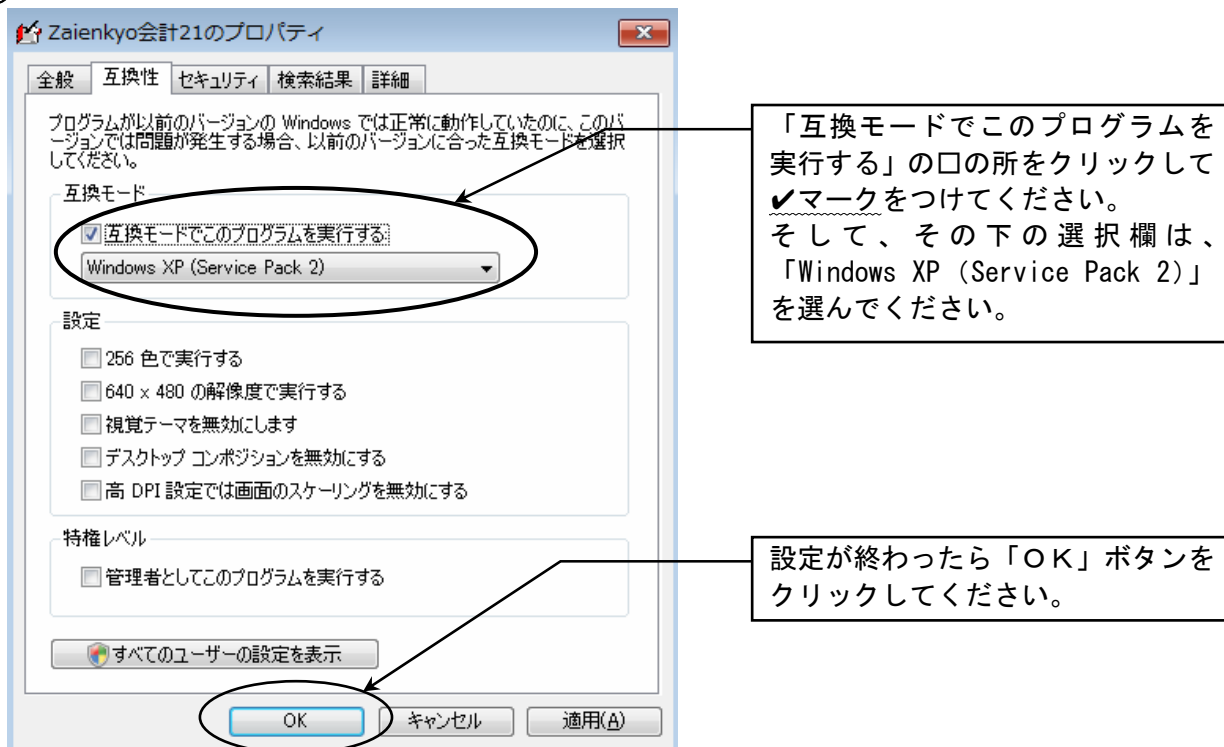 Zaienkyo会計21のプロパティ
全般 互換性 セキュリティ 検索結果 詳細
プログラムが以前のバージョンの Windows では正常に動作していたのに、このバ
ージョンでは問題が発生する場合、以前のバージョンに合った互換モードを選択
してください。
互換モード
互換モードでこのプログラムを実行する
Windows XP (Service Pack 2)
設定
256 色で実行する
640 x 480 の解像度で実行する
視覚テーマを無効にします
デスクトップ コンポジションを無効にする
高 DPI 設定では画面のスケーリングを無効にする
特権レベル
管理者としてこのプログラムを実行する
すべてのユーザーの設定を表示
OK キャンセル 適用(A)
「互換モードでこのプログラムを
実行する」の□の所をクリックして
✔マークをつけてください。
そして、その下の選択欄は、
「Windows XP (Service Pack 2)」
を選んでください。
設定が終わったら「ＯＫ」ボタンを
クリックしてください。